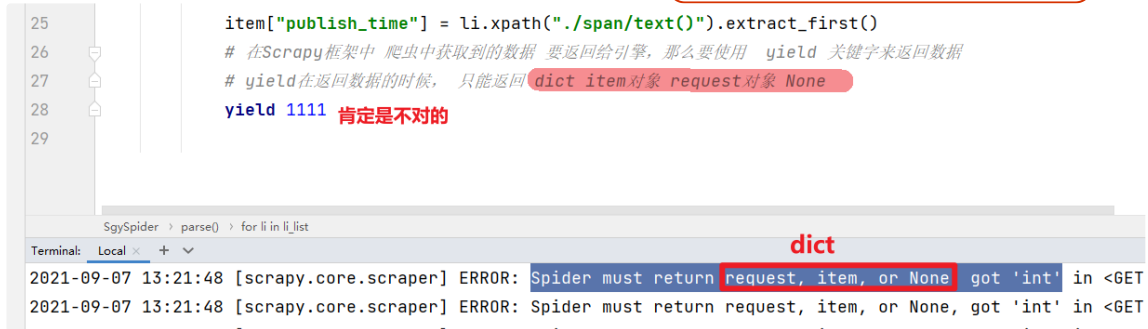 25 item["publish_time"] = li.xpath("./span/text()").extract_first()
26 # 在Scrapy框架中 爬虫中获取到的数据 要返回给引擎，那么要使用 yield 关键字来返回数据
27 # yield在返回数据的时候， 只能返回 dict item对象 request对象 None
28 yield 1111 肯定是不对的
29
SgySpider › parse() › for li in li_list
Terminal: Local × +
dict
2021-09-07 13:21:48 [scrapy.core.scraper] ERROR: Spider must return request, item, or None, got 'int' in <GET
2021-09-07 13:21:48 [scrapy.core.scraper] ERROR: Spider must return request, item, or None, got 'int' in <GET